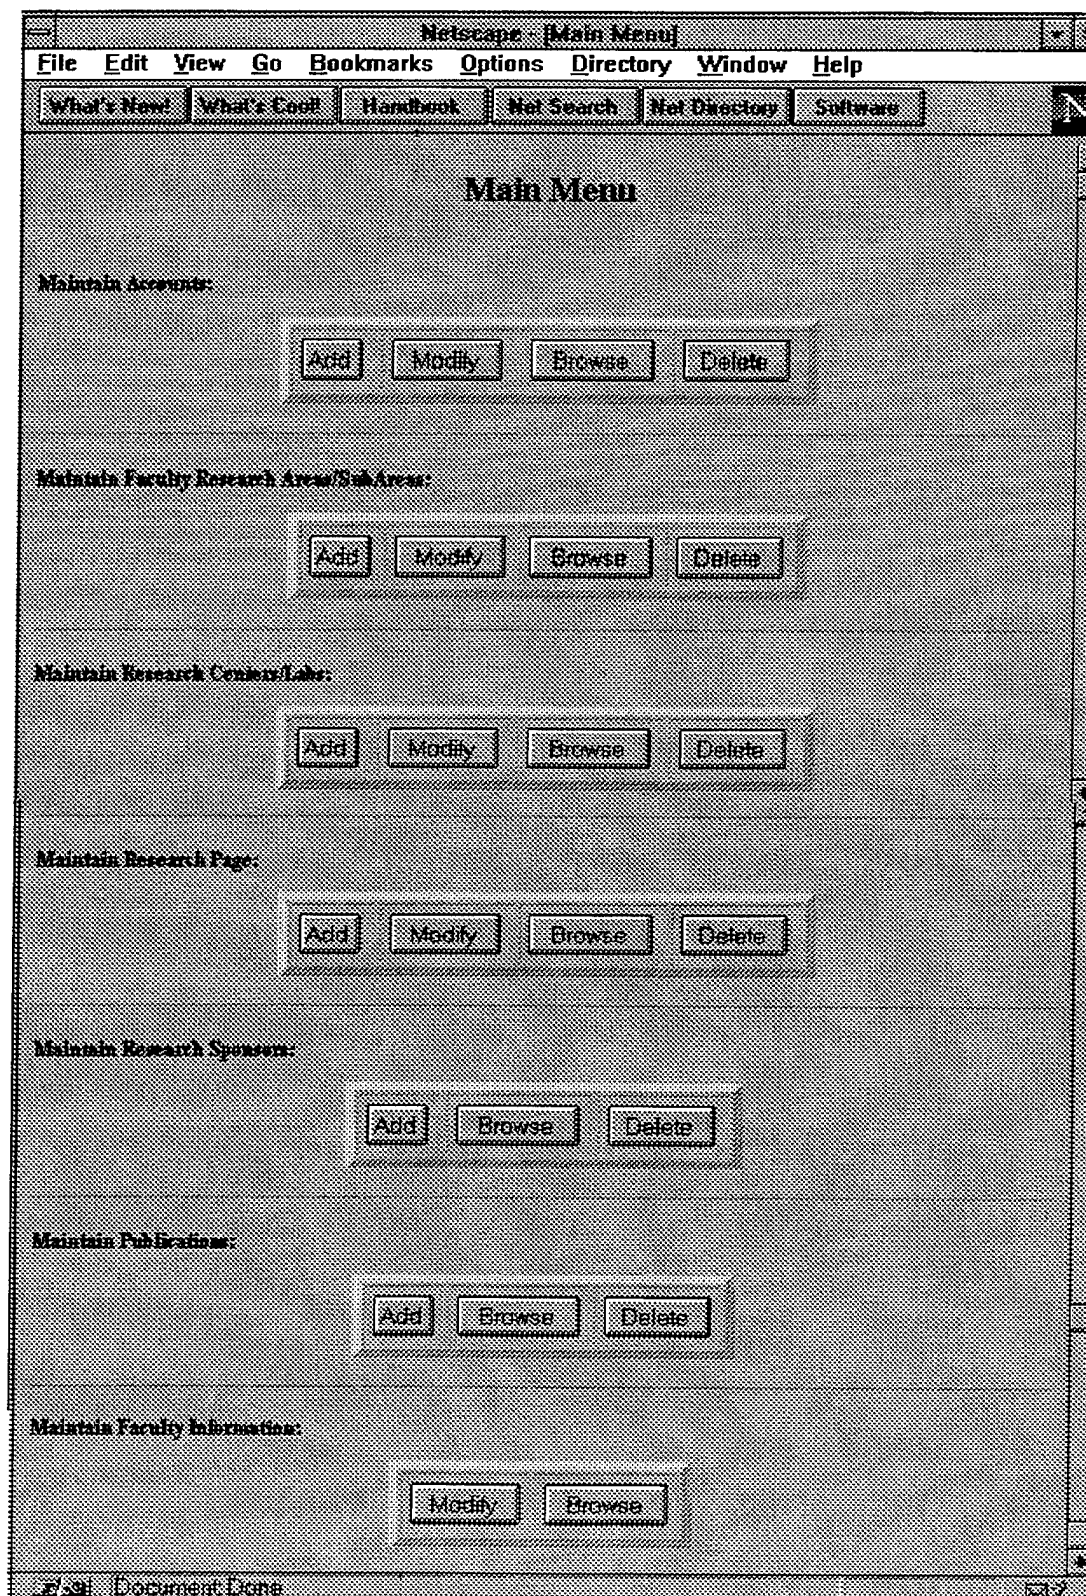 Netscape - [Main Menu]
File Edit View Go Bookmarks Options Directory Window Help
What's New! What's Cool! Handbook Net Search Net Directory Software
N
Main Menu
Maintain Accounts:
Add Modify Browse Delete
Maintain Faculty Research Areas/SubAreas:
Add Modify Browse Delete
Maintain Research Centers/Labs:
Add Modify Browse Delete
Maintain Research Page:
Add Modify Browse Delete
Maintain Research Sponsors:
Add Browse Delete
Maintain Publications:
Add Browse Delete
Maintain Faculty Information:
Modify Browse
Document: Done